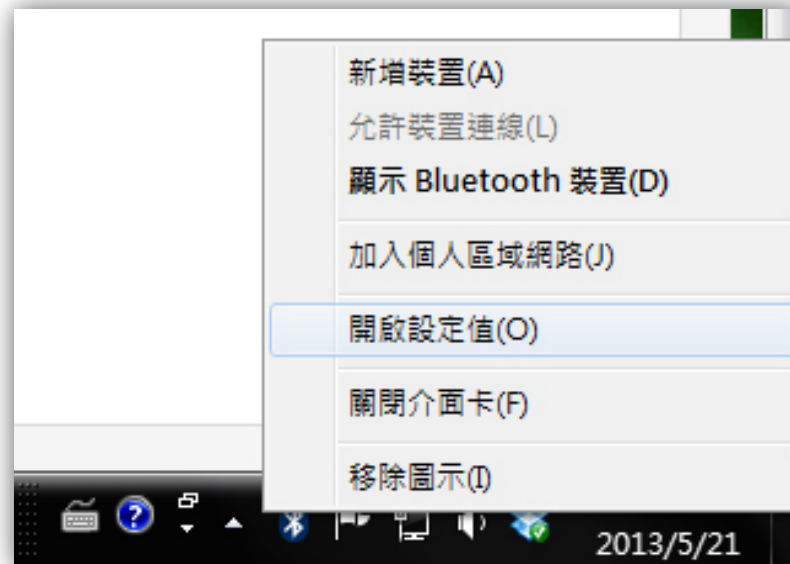 新增裝置(A)
允許裝置連線(L)
顯示 Bluetooth 裝置(D)
加入個人區域網路(J)
開啟設定值(O)
關閉介面卡(F)
移除圖示(I)
2013/5/21